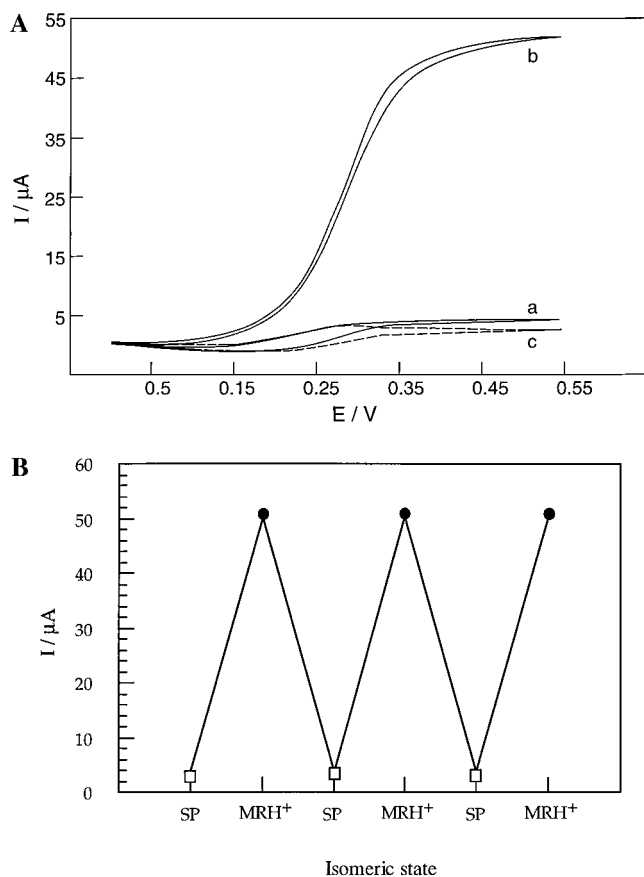 A
I / μA
55
45
35
25
15
5
b
a
c
0.5
0.15
0.25
0.35
0.45
0.55
E / V
B
I / μA
60
50
40
30
20
10
0
SP MRH+ SP MRH+ SP MRH+
Isomeric state